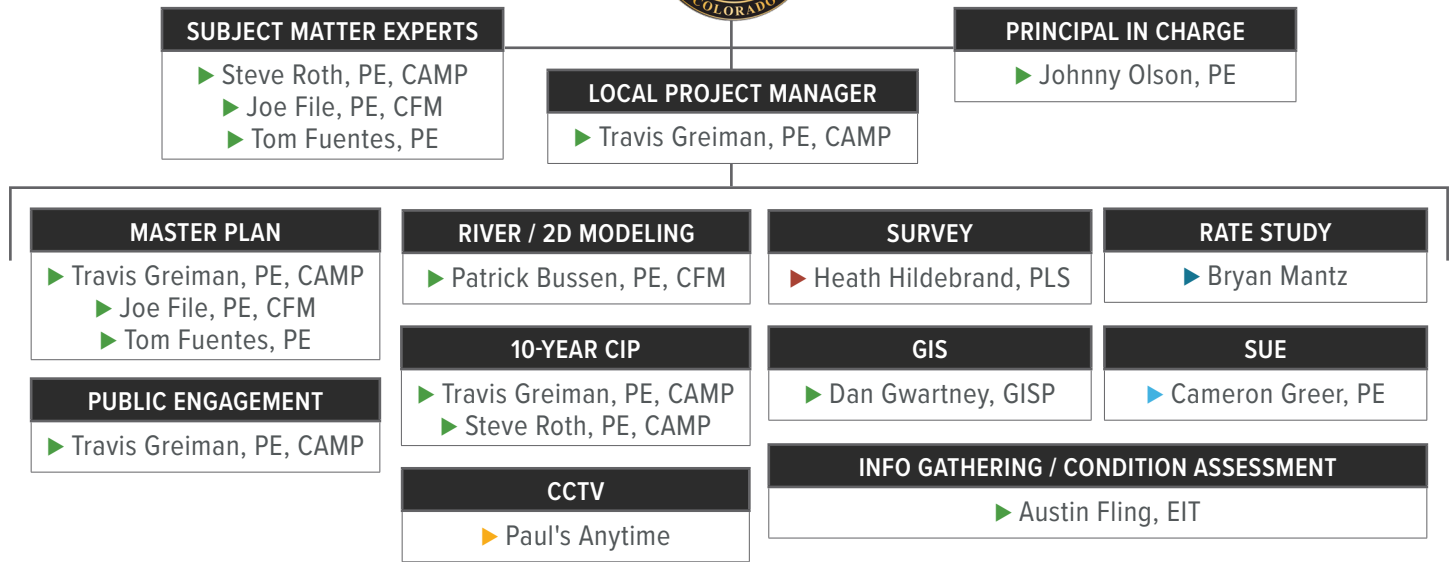 COLORADO
SUBJECT MATTER EXPERTS
▶ Steve Roth, PE, CAMP
▶ Joe File, PE, CFM
▶ Tom Fuentes, PE
PRINCIPAL IN CHARGE
▶ Johnny Olson, PE
LOCAL PROJECT MANAGER
▶ Travis Greiman, PE, CAMP
MASTER PLAN
▶ Travis Greiman, PE, CAMP
▶ Joe File, PE, CFM
▶ Tom Fuentes, PE
PUBLIC ENGAGEMENT
▶ Travis Greiman, PE, CAMP
RIVER / 2D MODELING
▶ Patrick Bussen, PE, CFM
10-YEAR CIP
▶ Travis Greiman, PE, CAMP
▶ Steve Roth, PE, CAMP
CCTV
▶ Paul's Anytime
SURVEY
▶ Heath Hildebrand, PLS
GIS
▶ Dan Gwartney, GISP
RATE STUDY
▶ Bryan Mantz
SUE
▶ Cameron Greer, PE
INFO GATHERING / CONDITION ASSESSMENT
▶ Austin Fling, EIT